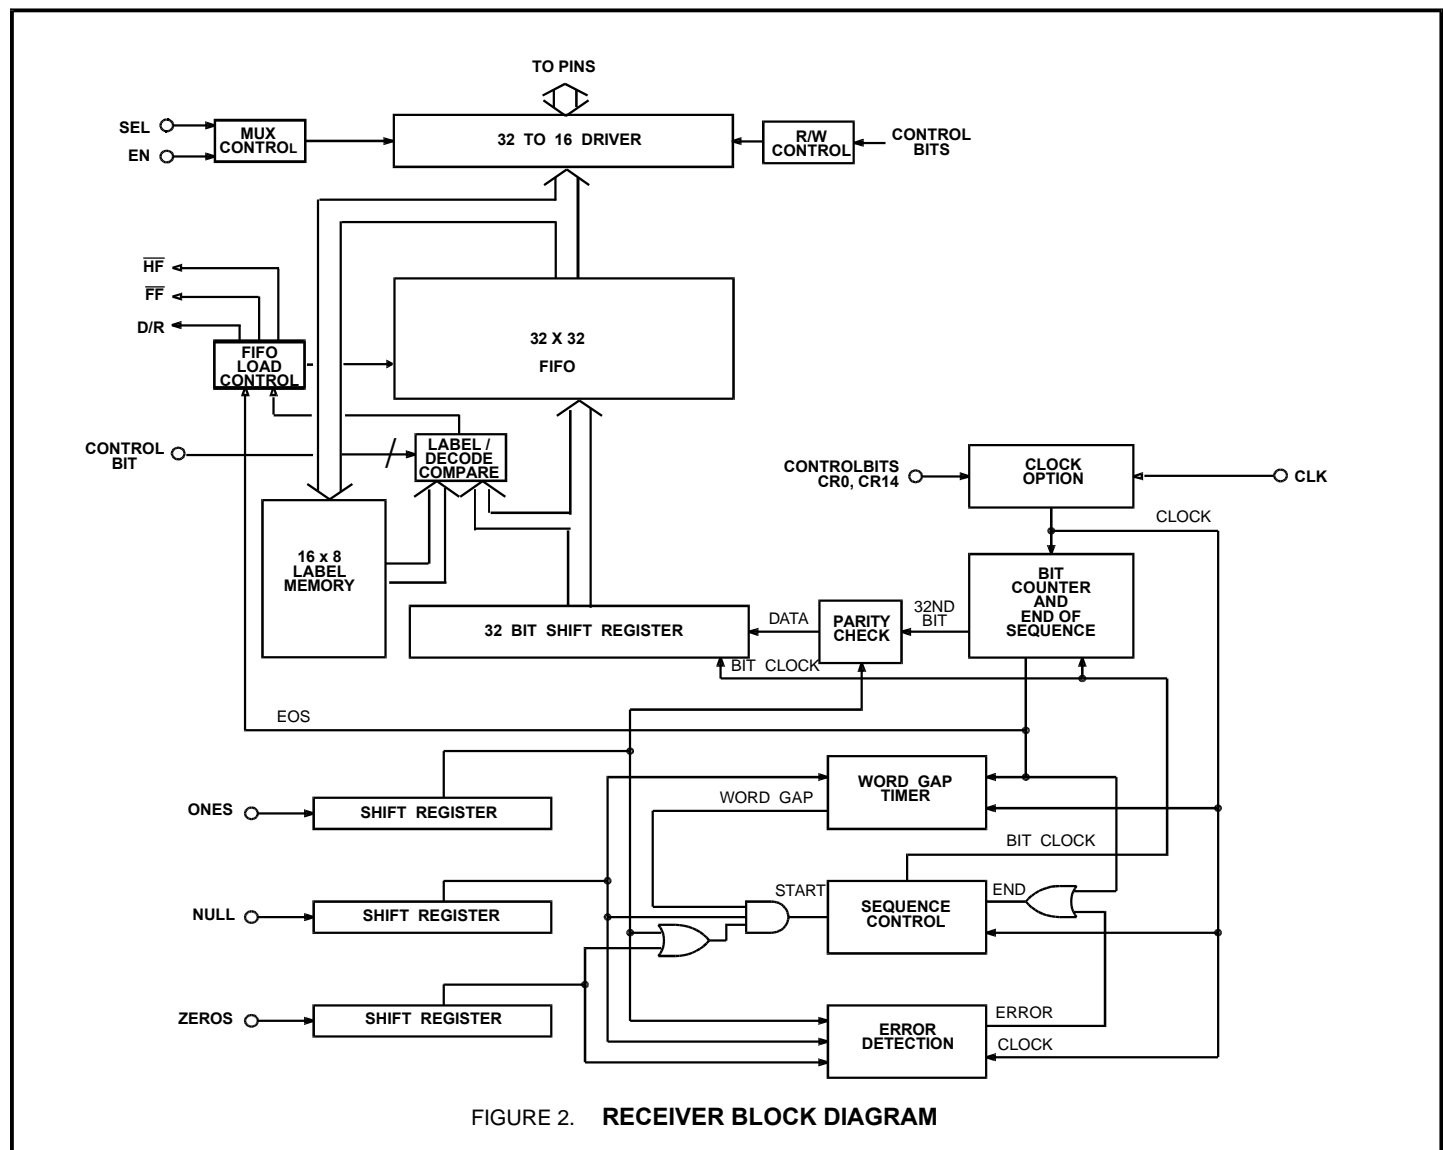 TO PINS
SEL
EN
MUX
CONTROL
32 TO 16 DRIVER
R/W
CONTROL
CONTROL
BITS
HF
FF
D/R
FIFO
LOAD
CONTROL
32 X 32
FIFO
CONTROL
BIT
LABEL /
DECODE
COMPARE
CONTROLBITS
CR0, CR14
CLOCK
OPTION
CLK
CLOCK
16 x 8
LABEL
MEMORY
BIT
COUNTER
AND
END OF
SEQUENCE
32 BIT SHIFT REGISTER
DATA
PARITY
CHECK
32ND
BIT
BIT CLOCK
EOS
ONES
SHIFT REGISTER
WORD GAP
WORD GAP
TIMER
BIT CLOCK
NULL
SHIFT REGISTER
START
SEQUENCE
CONTROL
END
ZEROS
SHIFT REGISTER
ERROR
DETECTION
ERROR
CLOCK
FIGURE 2. RECEIVER BLOCK DIAGRAM